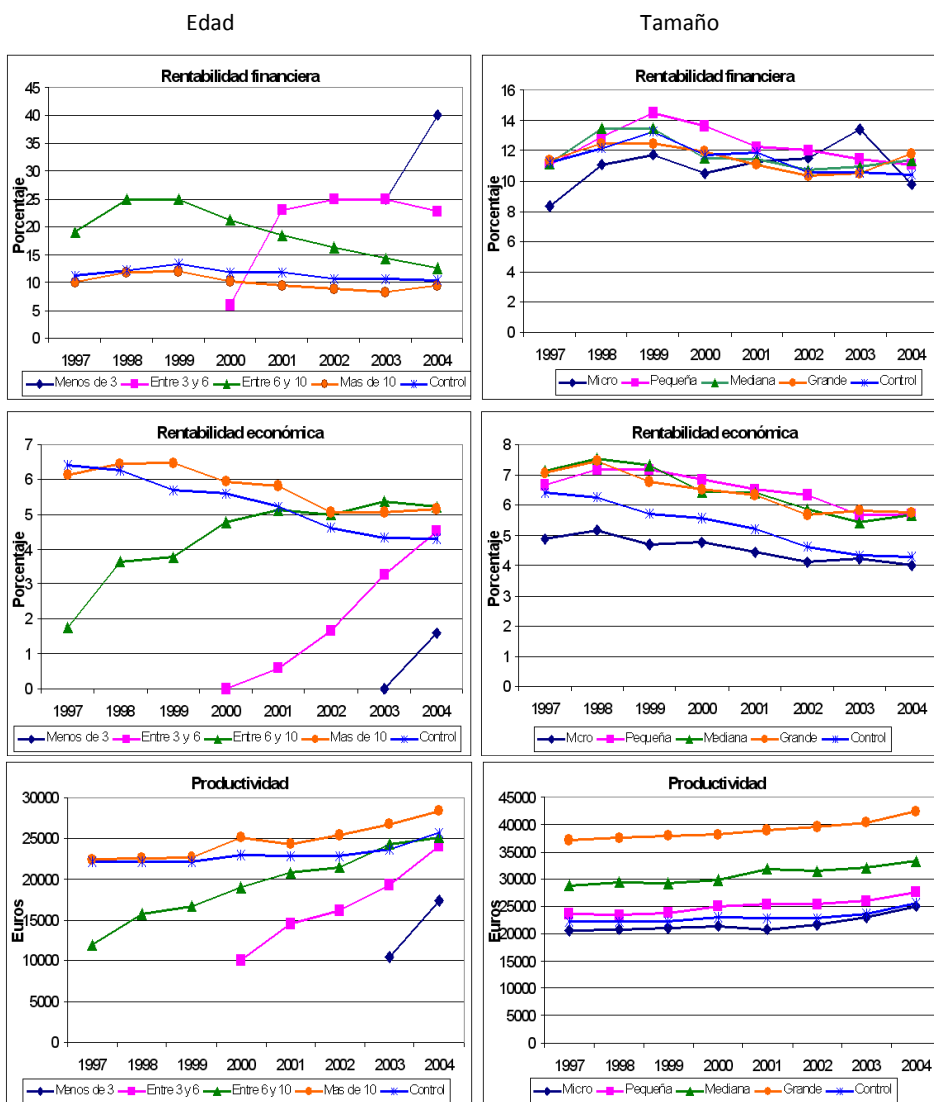 Edad
Tamaño
Rentabilidad financiera
45
40
35
30
25
20
15
10
5
0
Porcentaje
1997 1998 1999 2000 2001 2002 2003 2004
Menos de 3 Entre 3 y 6 Entre 6 y 10 Mas de 10 Control
Rentabilidad financiera
16
14
12
10
8
6
4
2
0
Porcentaje
1997 1998 1999 2000 2001 2002 2003 2004
Micro Pequeña Mediana Grande Control
Rentabilidad económica
7
6
5
4
3
2
1
0
Porcentaje
1997 1998 1999 2000 2001 2002 2003 2004
Menos de 3 Entre 3 y 6 Entre 6 y 10 Mas de 10 Control
Rentabilidad económica
8
7
6
5
4
3
2
1
0
Porcentaje
1997 1998 1999 2000 2001 2002 2003 2004
Micro Pequeña Mediana Grande Control
Productividad
30000
25000
20000
15000
10000
5000
0
Euros
1997 1998 1999 2000 2001 2002 2003 2004
Menos de 3 Entre 3 y 6 Entre 6 y 10 Mas de 10 Control
Productividad
45000
40000
35000
30000
25000
20000
15000
10000
5000
0
Euros
1997 1998 1999 2000 2001 2002 2003 2004
Micro Pequeña Mediana Grande Control